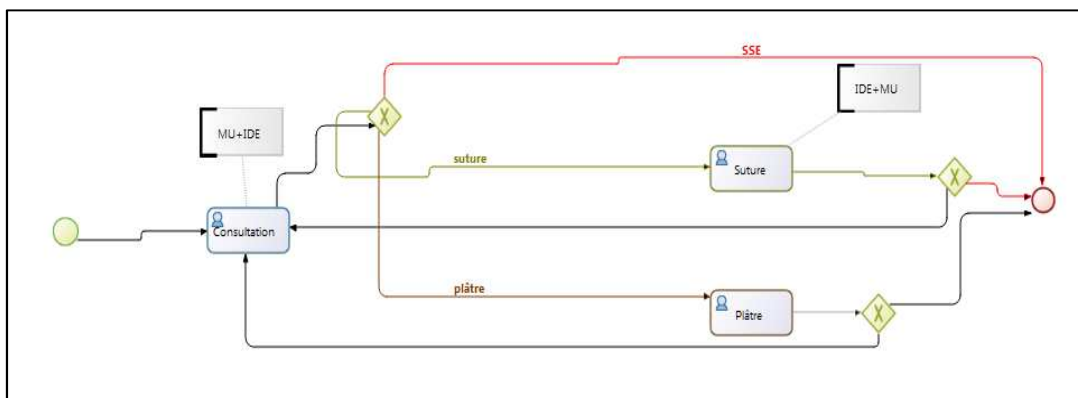 SSE
IDE+MU
MU+IDE
suture
Suture
Consultation
plâtre
Plâtre